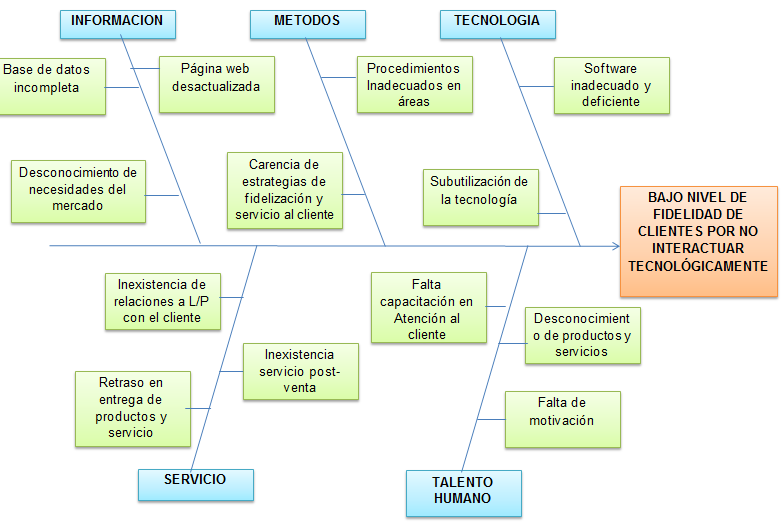 INFORMACION
METODOS
TECNOLOGIA
Base de datos
incompleta
Página web
desactualizada
Procedimientos
Inadecuados en
áreas
Software
inadecuado y
deficiente
Desconocimiento de
necesidades del
mercado
Carencia de
estrategias de
fidelización y
servicio al cliente
Subutilización de
la tecnología
BAJO NIVEL DE
FIDELIDAD DE
CLIENTES POR NO
INTERACTUAR
TECNOLÓGICAMENTE
Inexistencia de
relaciones a L/P
con el cliente
Falta
capacitación en
Atención al
cliente
Desconocimient
o de productos y
servicios
Inexistencia
servicio post-
venta
Retraso en
entrega de
productos y
servicio
Falta de
motivación
SERVICIO
TALENTO
HUMANO